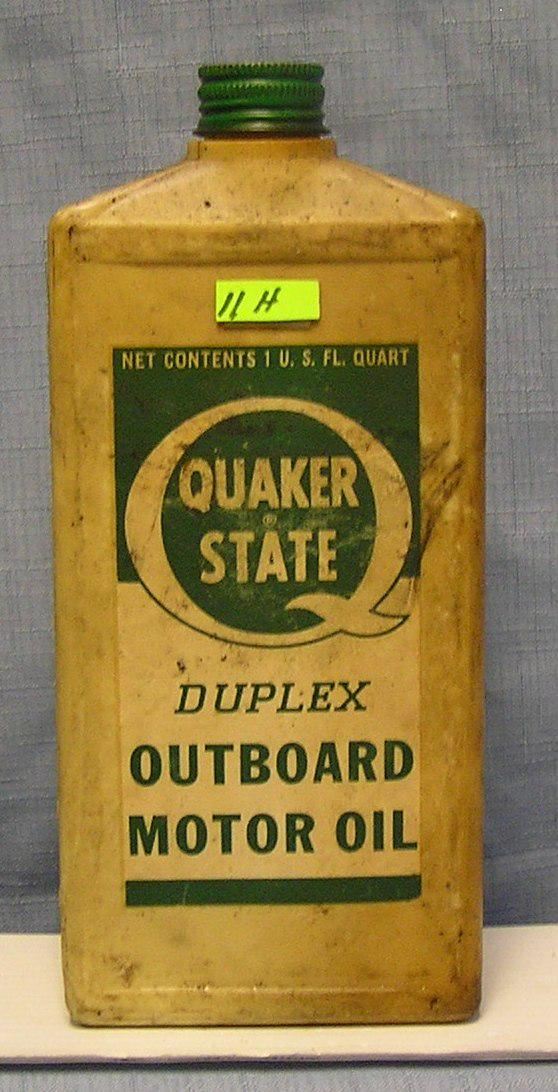 11 H
NET CONTENTS 1 U. S. FL. QUART
QUAKER
®
STATE
DUPLEX
OUTBOARD
MOTOR OIL